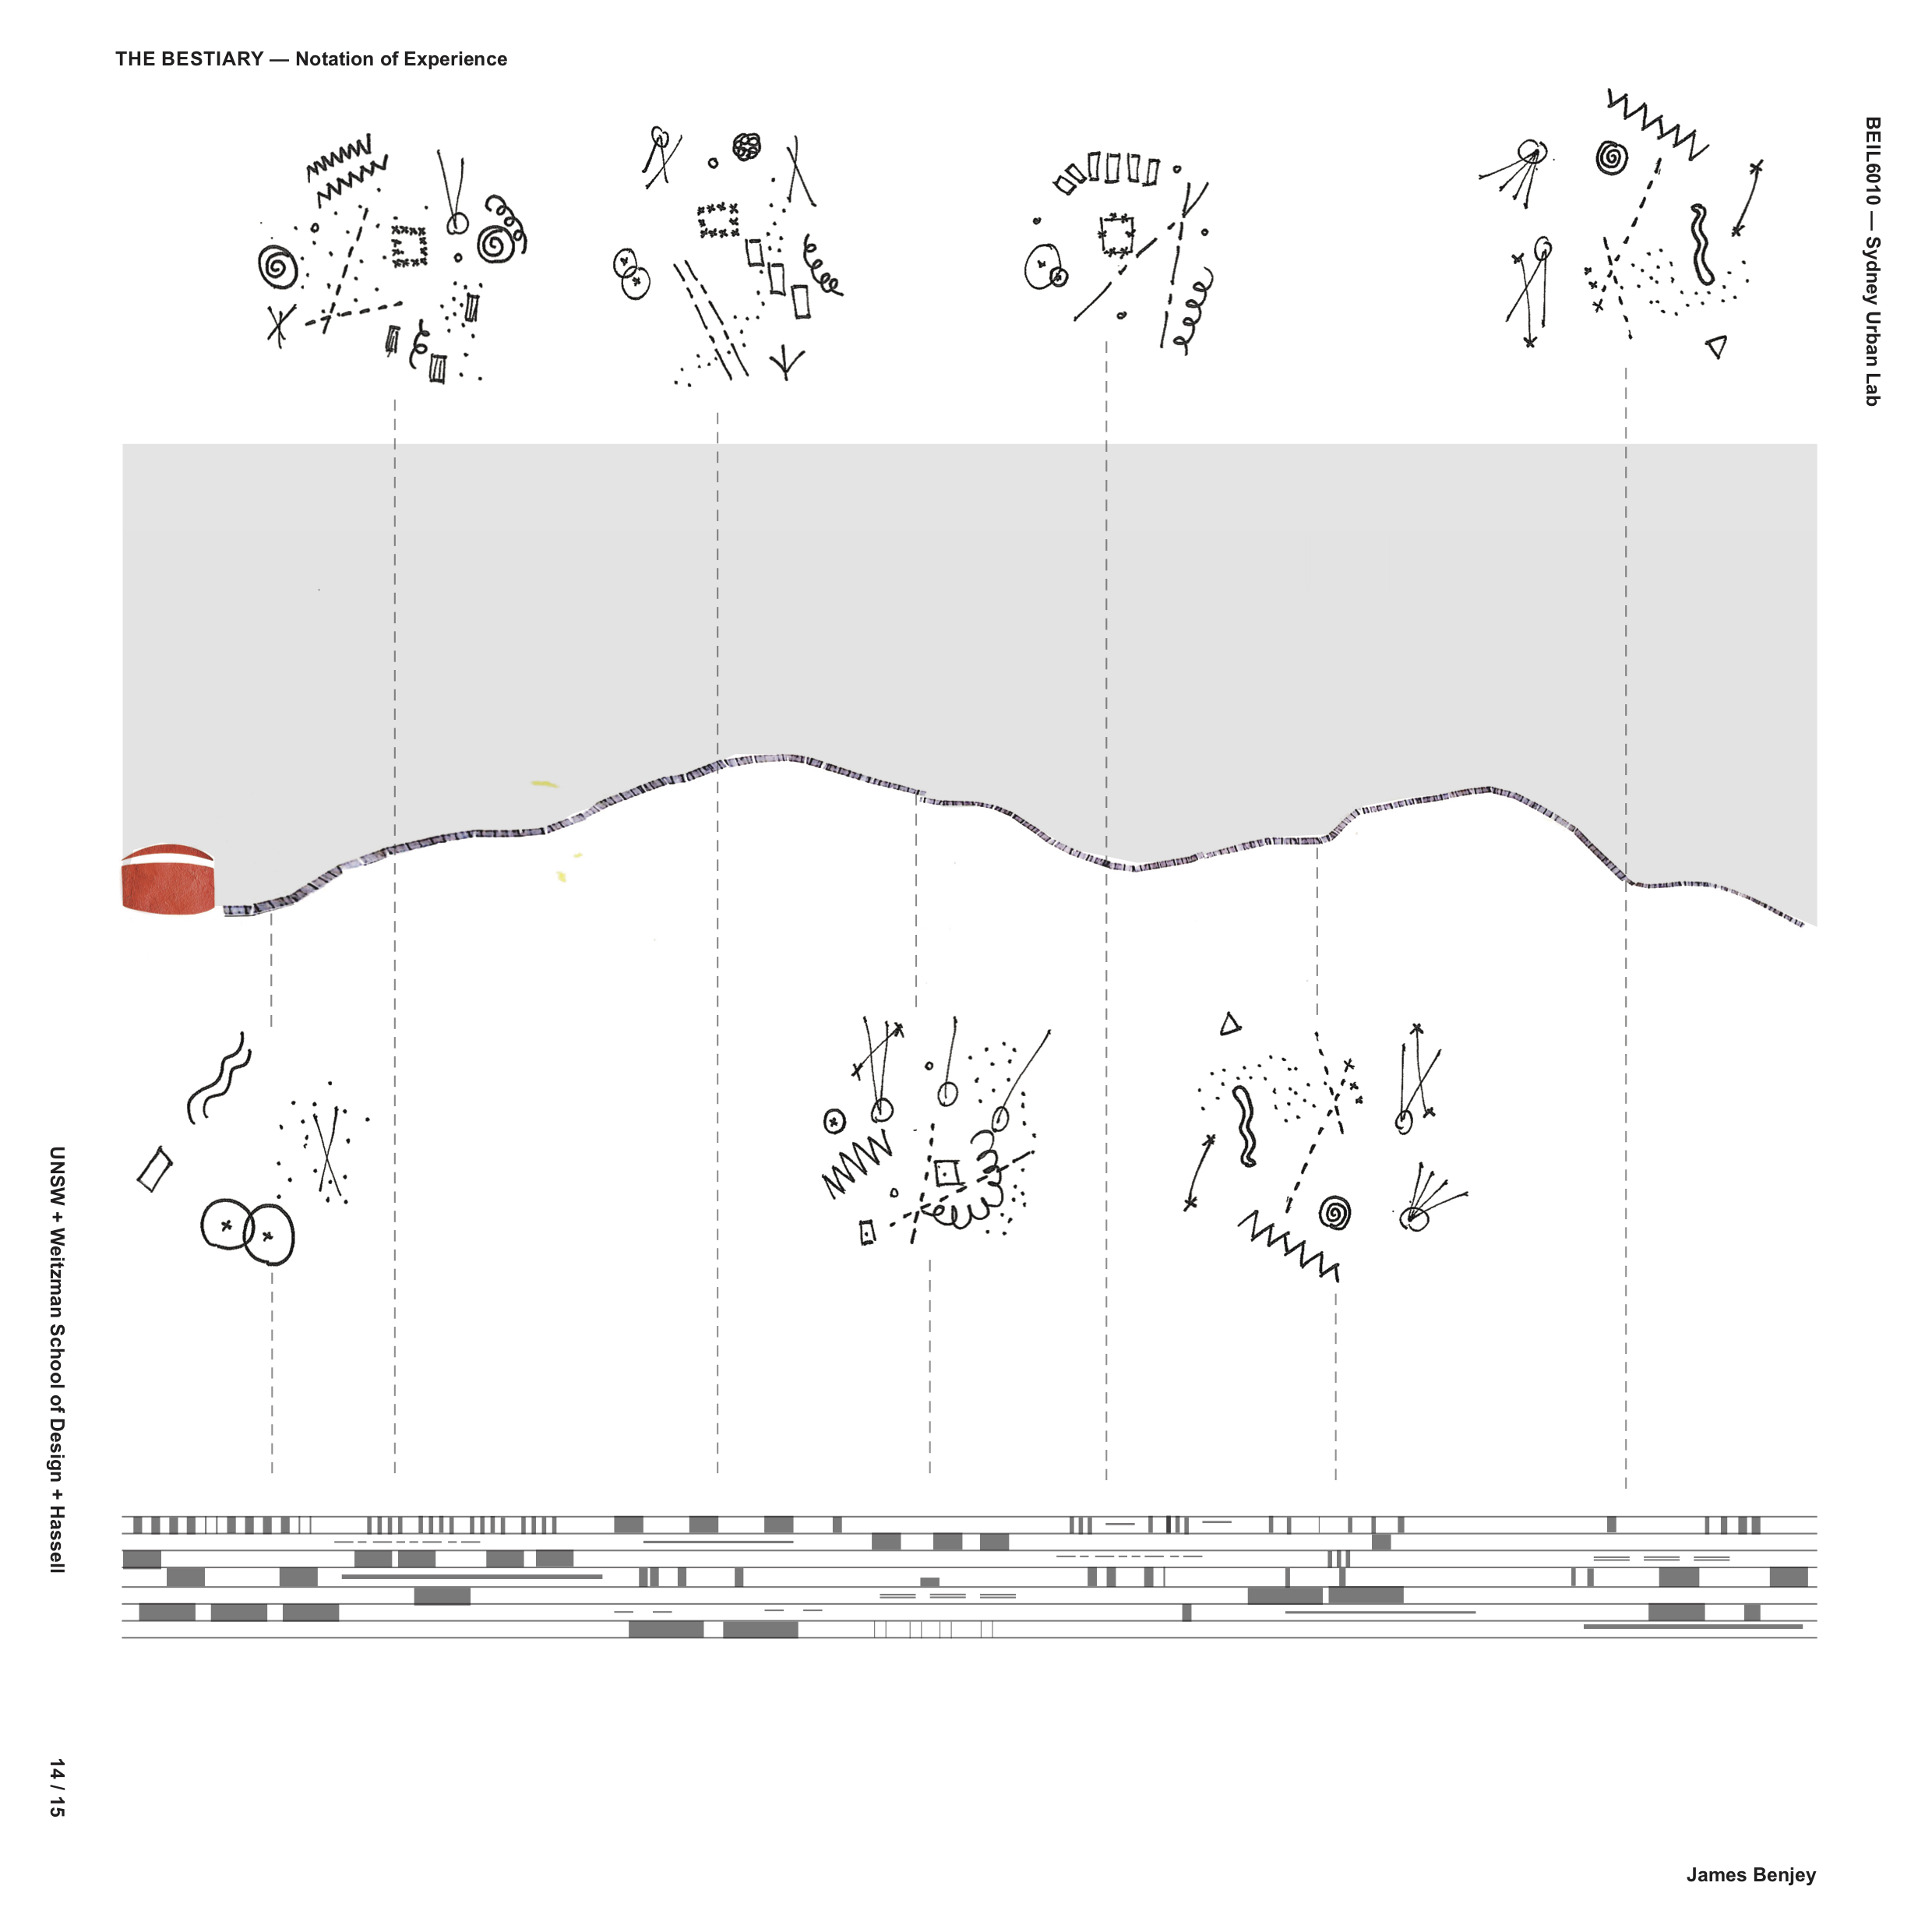 THE BESTIARY — Notation of Experience
BEIL6010 — Sydney Urban Lab
UNSW + Weitzman School of Design + Hassell
14 / 15
James Benjey